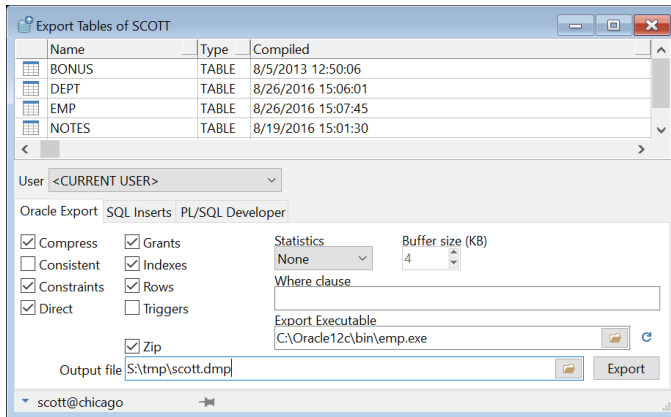 Export Tables of SCOTT
Name Type Compiled
BONUS TABLE 8/5/2013 12:50:06
DEPT TABLE 8/26/2016 15:06:01
EMP TABLE 8/26/2016 15:07:45
NOTES TABLE 8/19/2016 15:01:30
User <CURRENT USER>
Oracle Export SQL Inserts PL/SQL Developer
Compress Grants Statistics Buffer size (KB)
Consistent Indexes None 4
Constraints Rows Where clause
Direct Triggers
Export Executable
Zip C:\Oracle12c\bin\emp.exe
Output file S:\tmp\scott.dmp Export
scott@chicago